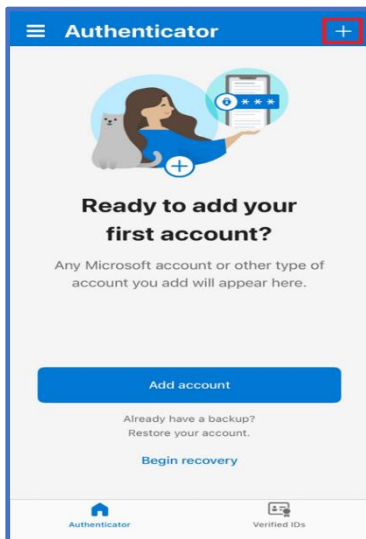 Authenticator
Ready to add your
first account?
Any Microsoft account or other type of
account you add will appear here.
Add account
Already have a backup?
Restore your account.
Begin recovery
Authenticator
Verified IDs